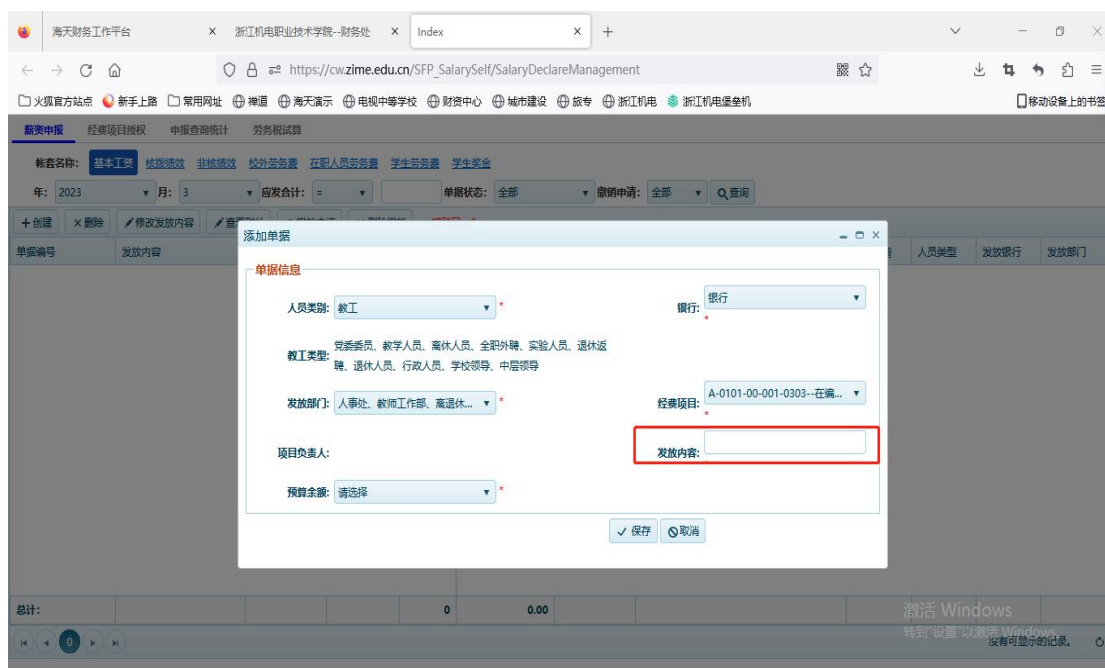 海天财务工作平台 × 浙江机电职业技术学院--财务处 × Index × +
https://cw.zime.edu.cn/SFP_SalarySelf/SalaryDeclareManagement
火狐官方站点 新手上路 常用网址 禅道 海天演示 电视中等学校 财资中心 城市建设 旅专 浙江机电 浙江机电堡垒机 移动设备上的书签
薪资申报 经费项目授权 申报查询统计 劳务税试算
帐套名称: 基本工资 核拨绩效 非核绩效 校外劳务费 在职人员劳务费 学生劳务费 学生奖金
年: 2023 月: 3 应发合计: = 单据状态: 全部 撤销申请: 全部 查询
+创建 ×删除 修改发放内容
单据编号 发放内容 人员类型 发放银行 发放部门
添加单据
单据信息
人员类别: 教工 * 银行: 银行 *
教工类型: 党委委员、教学人员、离休人员、全职外聘、实验人员、退休返
聘、退休人员、行政人员、学校领导、中层领导
发放部门: 人事处、教师工作部、离退休... * 经费项目: A-0101-00-001-0303--在编... *
项目负责人: 发放内容:
预算余额: 请选择 *
保存 取消
总计: 0 0.00
激活 Windows
转到"设置"以激活 Windows。
0 没有可显示的记录。